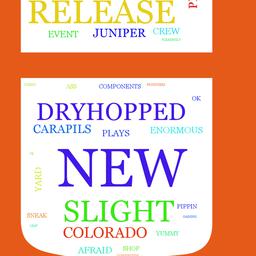 RELEASE
EVENT JUNIPER CREW
COMPONENTS
OK
DRYHOPPED
CARAPILS PLAYS ENORMOUS
NEW
YARD
SLIGHT
PIPPIN
SNEAK
COLORADO YUMMY
AFRAID SHOP